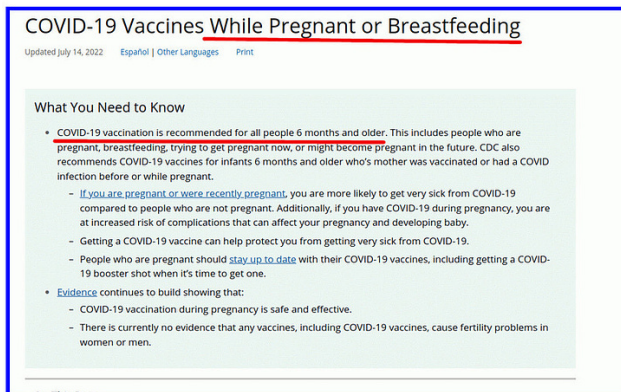 COVID-19 Vaccines While Pregnant or Breastfeeding
Updated July 14, 2022 Español | Other Languages Print
What You Need to Know
• COVID-19 vaccination is recommended for all people 6 months and older. This includes people who are
pregnant, breastfeeding, trying to get pregnant now, or might become pregnant in the future. CDC also
recommends COVID-19 vaccines for infants 6 months and older who's mother was vaccinated or had a COVID
infection before or while pregnant.
– If you are pregnant or were recently pregnant, you are more likely to get very sick from COVID-19
compared to people who are not pregnant. Additionally, if you have COVID-19 during pregnancy, you are
at increased risk of complications that can affect your pregnancy and developing baby.
– Getting a COVID-19 vaccine can help protect you from getting very sick from COVID-19.
– People who are pregnant should stay up to date with their COVID-19 vaccines, including getting a COVID-
19 booster shot when it's time to get one.
• Evidence continues to build showing that:
– COVID-19 vaccination during pregnancy is safe and effective.
– There is currently no evidence that any vaccines, including COVID-19 vaccines, cause fertility problems in
women or men.